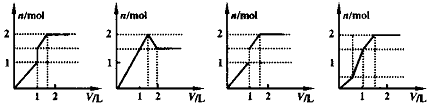 n/mol n/mol n/mol n/mol
2 2 2 2
1 1 1 1
1 2 V/L 1 2 V/L 1 2 V/L 1 2 V/L